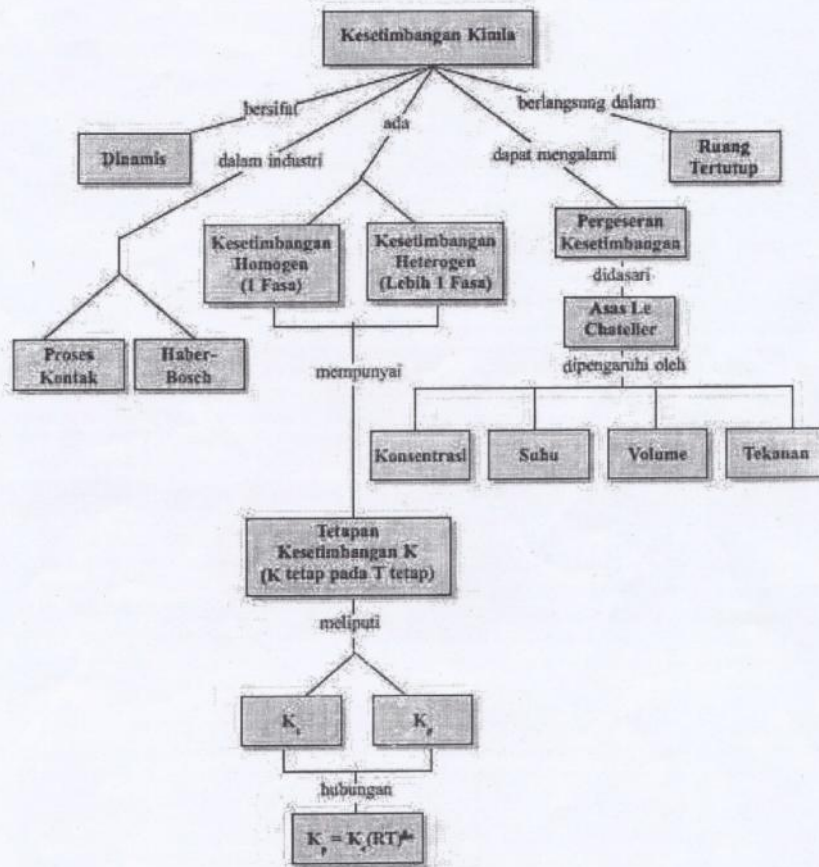 Kesetimbangan Kimia
bersifat
berlangsung dalam
ada
Dinamis
dalam industri
dapat mengalami
Ruang
Tertutup
Kesetimbangan
Homogen
(1 Fasa)
Kesetimbangan
Heterogen
(Lebih 1 Fasa)
Pergeseran
Kesetimbangan
didasari
Asas Le
Chatelier
Proses
Kontak
Haber-
Bosch
mempunyai
dipengaruhi oleh
Konsentrasi
Suhu
Volume
Tekanan
Tetapan
Kesetimbangan K
(K tetap pada T tetap)
meliputi
K
K
hubungan